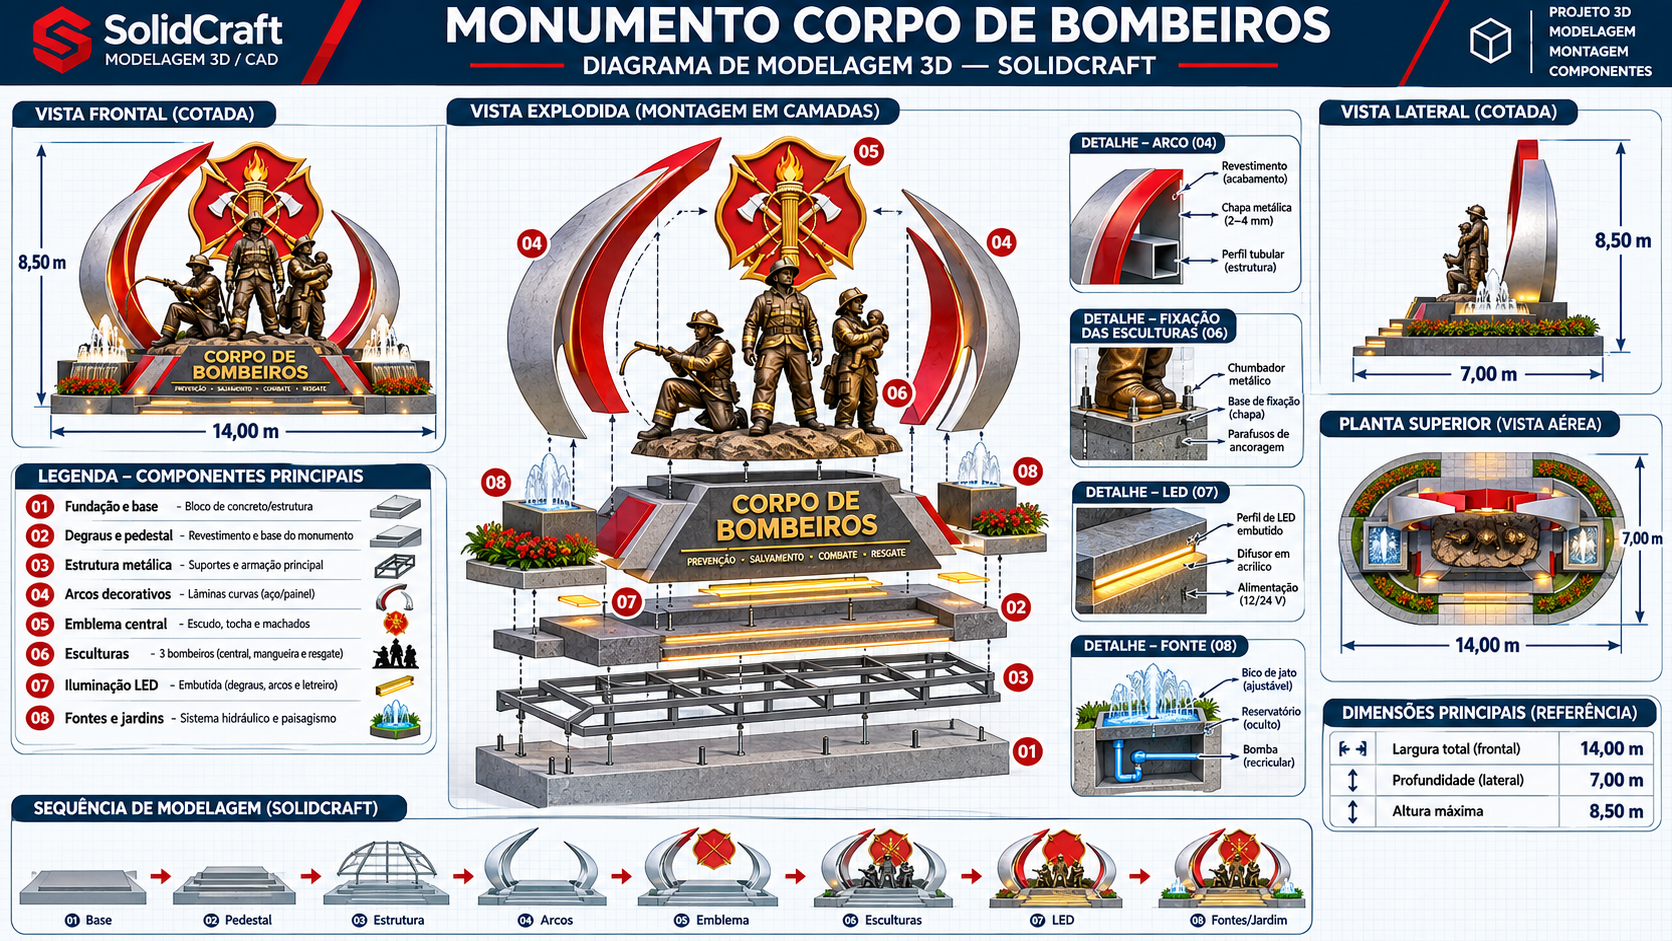 SolidCraft
MODELAGEM 3D / CAD
MONUMENTO CORPO DE BOMBEIROS
DIAGRAMA DE MODELAGEM 3D — SOLIDCRAFT
PROJETO 3D
MODELAGEM
MONTAGEM
COMPONENTES
VISTA FRONTAL (COTADA)
8,50 m
CORPO DE
BOMBEIROS
PREVENÇÃO • SALVAMENTO • COMBATE • RESGATE
14,00 m
LEGENDA – COMPONENTES PRINCIPAIS
01 Fundação e base – Bloco de concreto/estrutura
02 Degraus e pedestal – Revestimento e base do monumento
03 Estrutura metálica – Suportes e armação principal
04 Arcos decorativos – Lâminas curvas (aço/painel)
05 Emblema central – Escudo, tocha e machados
06 Esculturas – 3 bombeiros (central, mangueira e resgate)
07 Iluminação LED – Embutida (degraus, arcos e letreiro)
08 Fontes e jardins – Sistema hidráulico e paisagismo
VISTA EXPLODIDA (MONTAGEM EM CAMADAS)
05
04
04
06
08
08
CORPO DE
BOMBEIROS
PREVENÇÃO • SALVAMENTO • COMBATE • RESGATE
07
02
03
01
DETALHE – ARCO (04)
Revestimento
(acabamento)
Chapa metálica
(2–4 mm)
Perfil tubular
(estrutura)
DETALHE – FIXAÇÃO
DAS ESCULTURAS (06)
Chumbador
metálico
Base de fixação
(chapa)
Parafusos de
ancoragem
DETALHE – LED (07)
Perfil de LED
embutido
Difusor em
acrilico
Alimentação
(12/24 V)
DETALHE – FONTE (08)
Bico de jato
(ajustável)
Reservatório
(oculto)
Bomba
(recricular)
VISTA LATERAL (COTADA)
8,50 m
7,00 m
PLANTA SUPERIOR (VISTA AÉREA)
7,00 m
14,00 m
DIMENSÕES PRINCIPAIS (REFERÊNCIA)
Largura total (frontal) 14,00 m
Profundidade (lateral) 7,00 m
Altura máxima 8,50 m
SEQUÊNCIA DE MODELAGEM (SOLIDCRAFT)
01 Base
02 Pedestal
03 Estrutura
04 Arcos
05 Emblema
06 Esculturas
07 LED
08 Fontes/Jardim